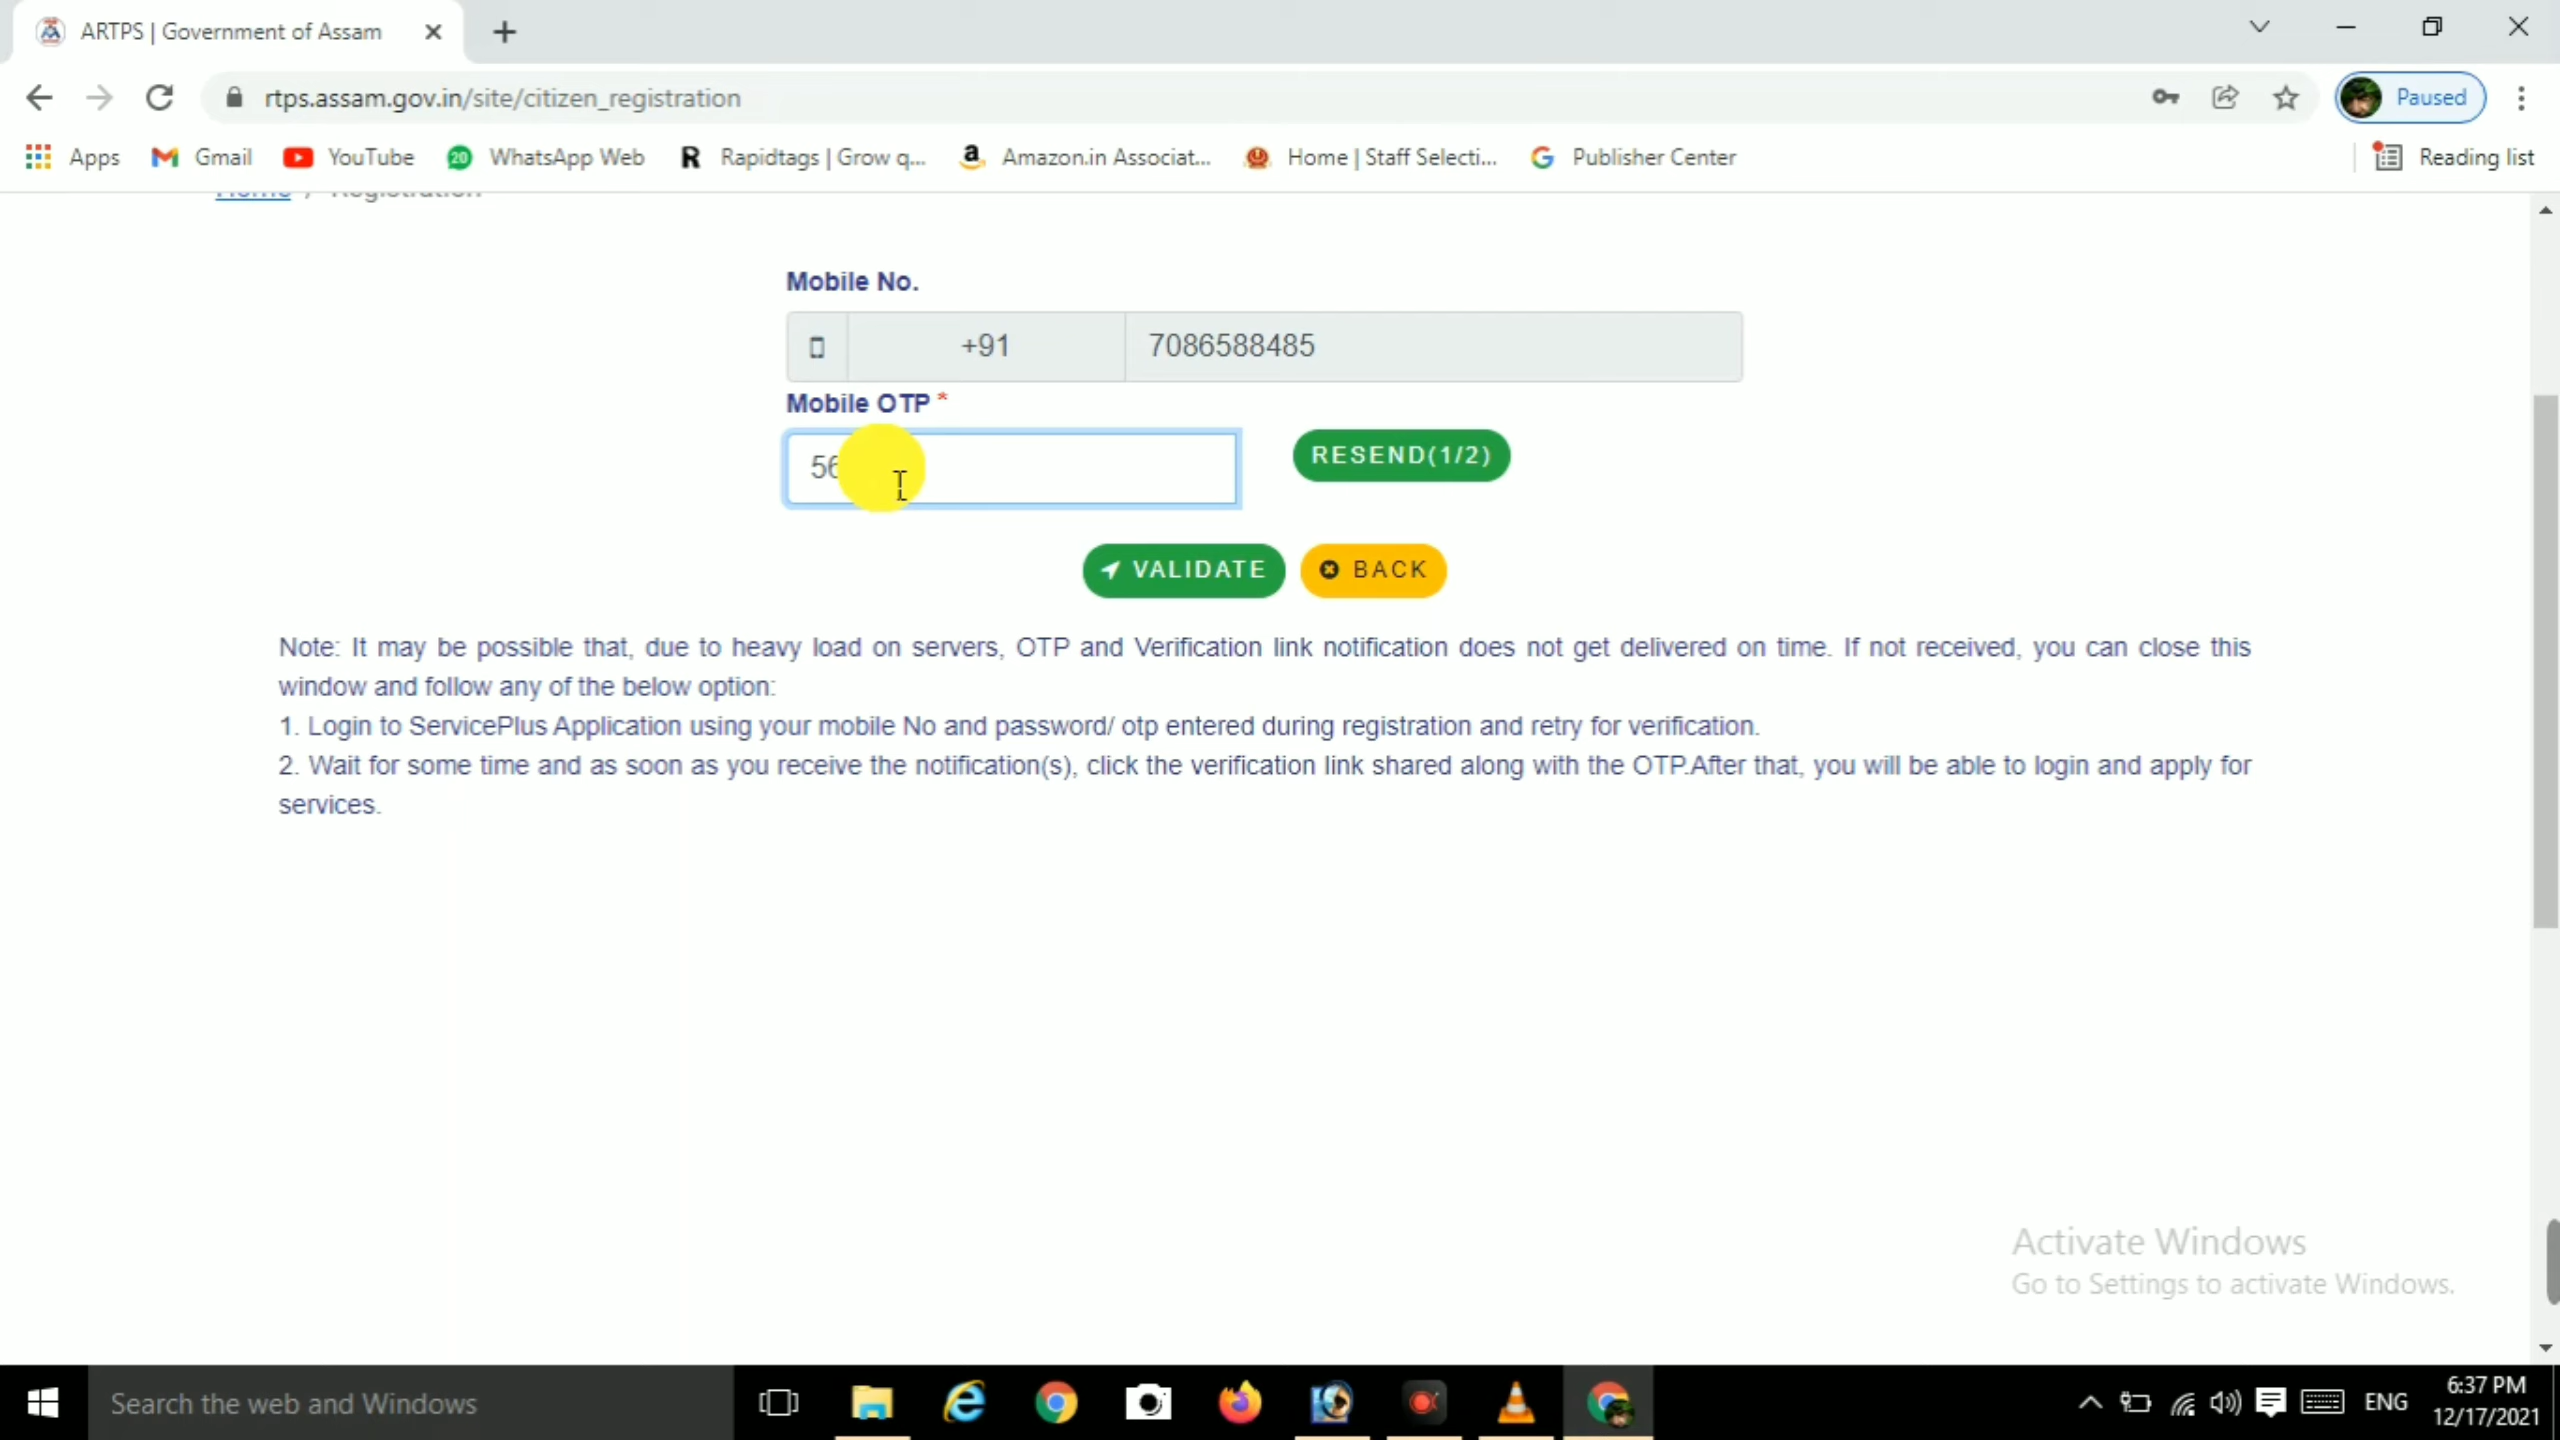 ARTPS | Government of Assam
rtps.assam.gov.in/site/citizen_registration
Paused
Apps
Gmail
YouTube
20
WhatsApp Web
R
Rapidtags | Grow q...
Amazon.in Associat...
Home | Staff Selecti...
Publisher Center
Reading list
Home / Registration
Mobile No.
+91
7086588485
Mobile OTP *
56
RESEND(1/2)
VALIDATE
BACK
Note: It may be possible that, due to heavy load on servers, OTP and Verification link notification does not get delivered on time. If not received, you can close this
window and follow any of the below option:
1. Login to ServicePlus Application using your mobile No and password/ otp entered during registration and retry for verification.
2. Wait for some time and as soon as you receive the notification(s), click the verification link shared along with the OTP.After that, you will be able to login and apply for
services.
Activate Windows
Go to Settings to activate Windows.
Search the web and Windows
ENG
6:37 PM
12/17/2021